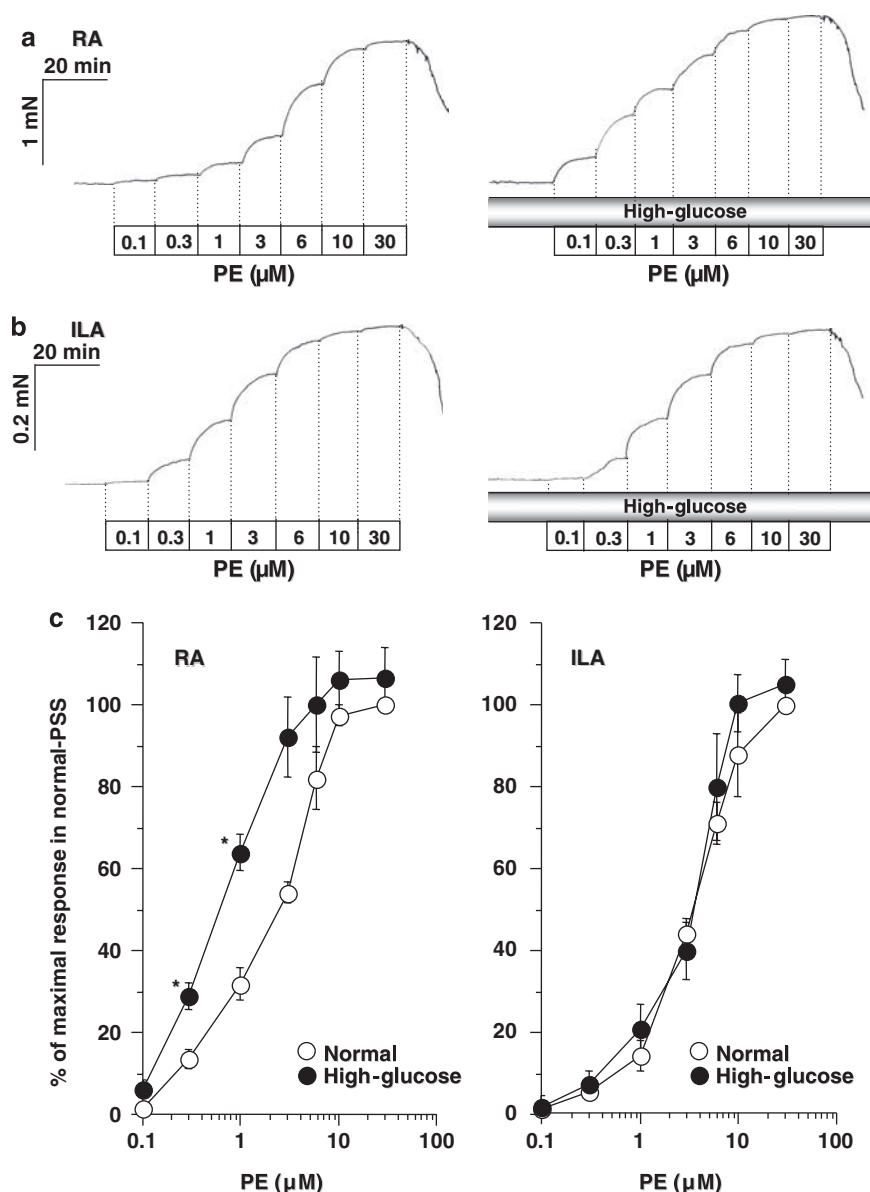 a
RA
20 min
1 mN
High-glucose
0.1 0.3 1 3 6 10 30
PE (µM)
0.1 0.3 1 3 6 10 30
PE (µM)
b
ILA
20 min
0.2 mN
High-glucose
0.1 0.3 1 3 6 10 30
PE (µM)
0.1 0.3 1 3 6 10 30
PE (µM)
c
% of maximal response in normal-PSS
RA
120
100
80
60
40
20
0
*
*
Normal
High-glucose
0.1 1 10 100
PE (µM)
ILA
120
100
80
60
40
20
0
Normal
High-glucose
0.1 1 10 100
PE (µM)